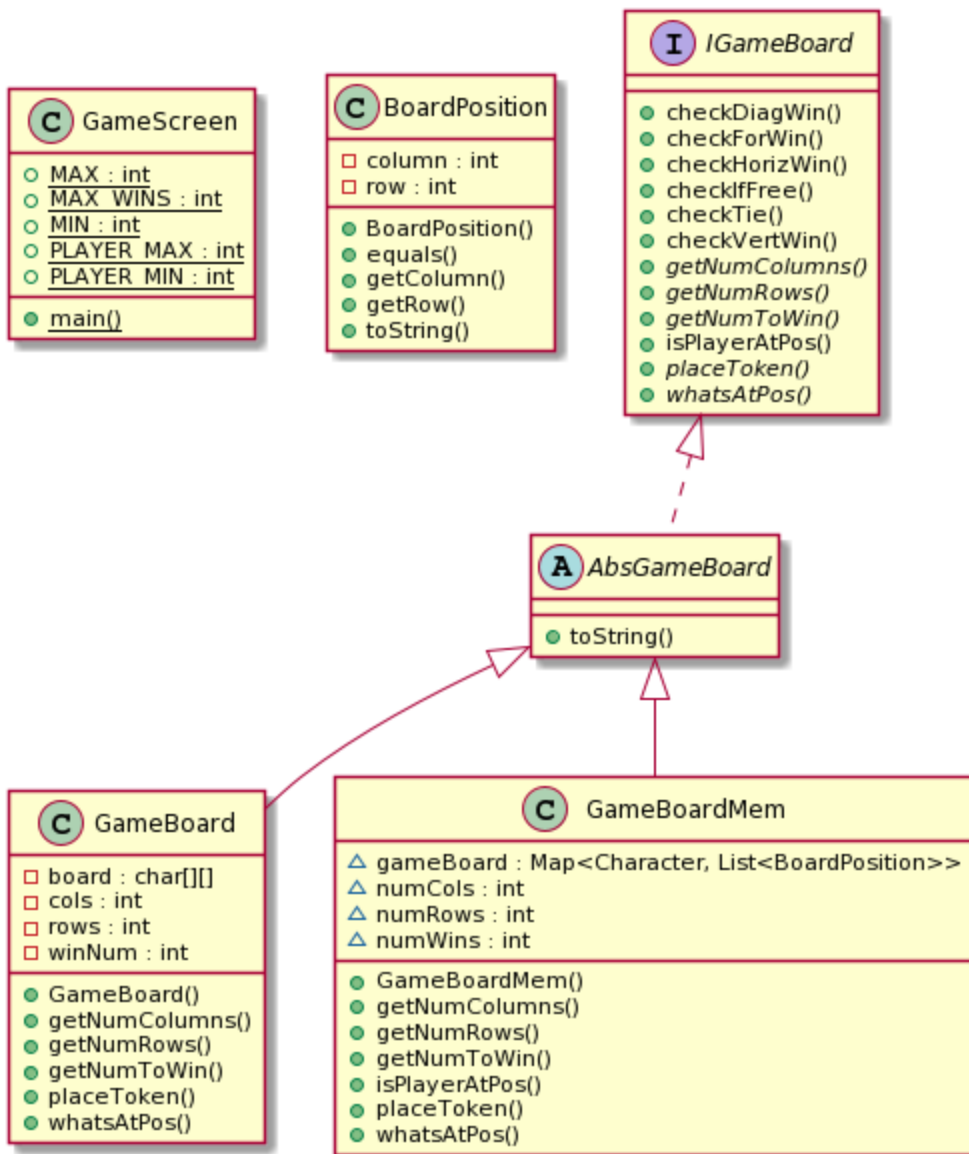 C GameScreen
MAX : int
MAX_WINS : int
MIN : int
PLAYER_MAX : int
PLAYER_MIN : int
main()
C BoardPosition
column : int
row : int
BoardPosition()
equals()
getColumn()
getRow()
toString()
I IGameBoard
checkDiagWin()
checkForWin()
checkHorizWin()
checkIfFree()
checkTie()
checkVertWin()
getNumColumns()
getNumRows()
getNumToWin()
isPlayerAtPos()
placeToken()
whatsAtPos()
A AbsGameBoard
toString()
C GameBoard
board : char[][]
cols : int
rows : int
winNum : int
GameBoard()
getNumColumns()
getNumRows()
getNumToWin()
placeToken()
whatsAtPos()
C GameBoardMem
gameBoard : Map<Character, List<BoardPosition>>
numCols : int
numRows : int
numWins : int
GameBoardMem()
getNumColumns()
getNumRows()
getNumToWin()
isPlayerAtPos()
placeToken()
whatsAtPos()